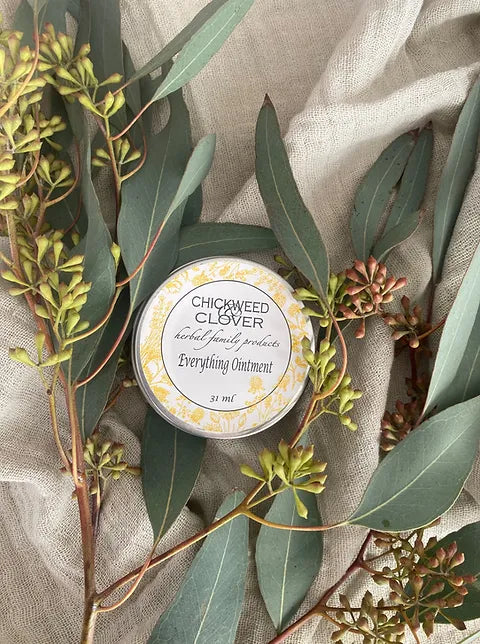 CHICKWEED
&
CLOVER
herbal family products
Everything Ointment
31 ml